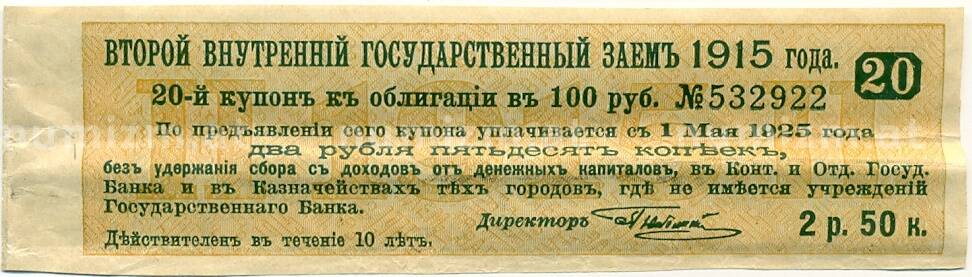 ВТОРОЙ ВНУТРЕННІЙ ГОСУДАРСТВЕННЫЙ ЗАЕМЪ 1915 года.
20
20-й купонъ къ облигаціи въ 100 руб. №532922
По предъявленіи сего купона уплачивается съ 1 Мая 1925 года
два рубля пятьдесятъ копѣекъ,
безъ удержанія сбора съ доходовъ отъ денежныхъ капиталовъ, въ Конт. и Отд. Госуд.
Банка и въ Казначействахъ тѣхъ городовъ, гдѣ не имѣется учрежденій
Государственнаго Банка.
Директоръ
2 р. 50 к.
Дѣйствителенъ въ теченіе 10 лѣтъ.